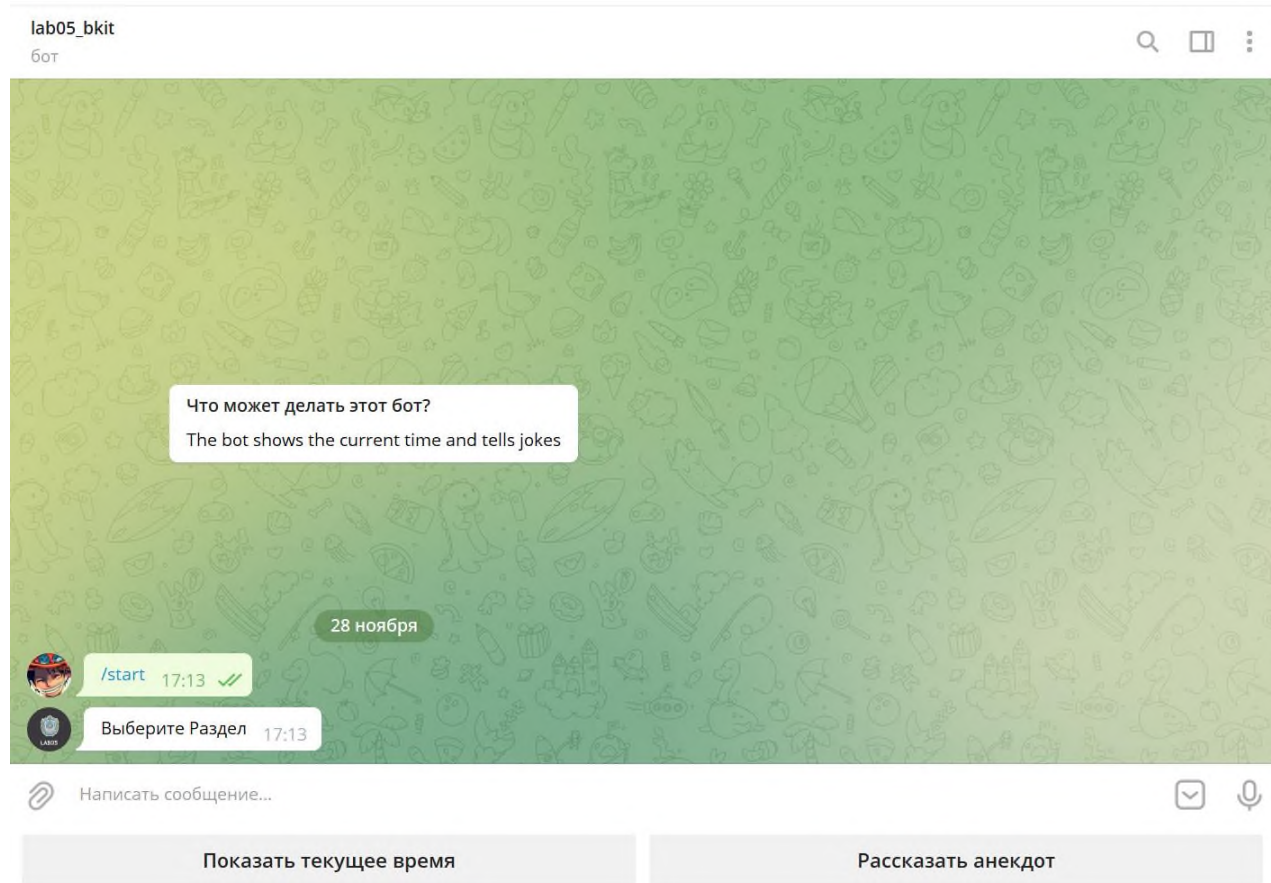 lab05_bkit
бот
Что может делать этот бот?
The bot shows the current time and tells jokes
28 ноября
/start 17:13
LAB05
Выберите Раздел 17:13
Написать сообщение...
Показать текущее время
Рассказать анекдот